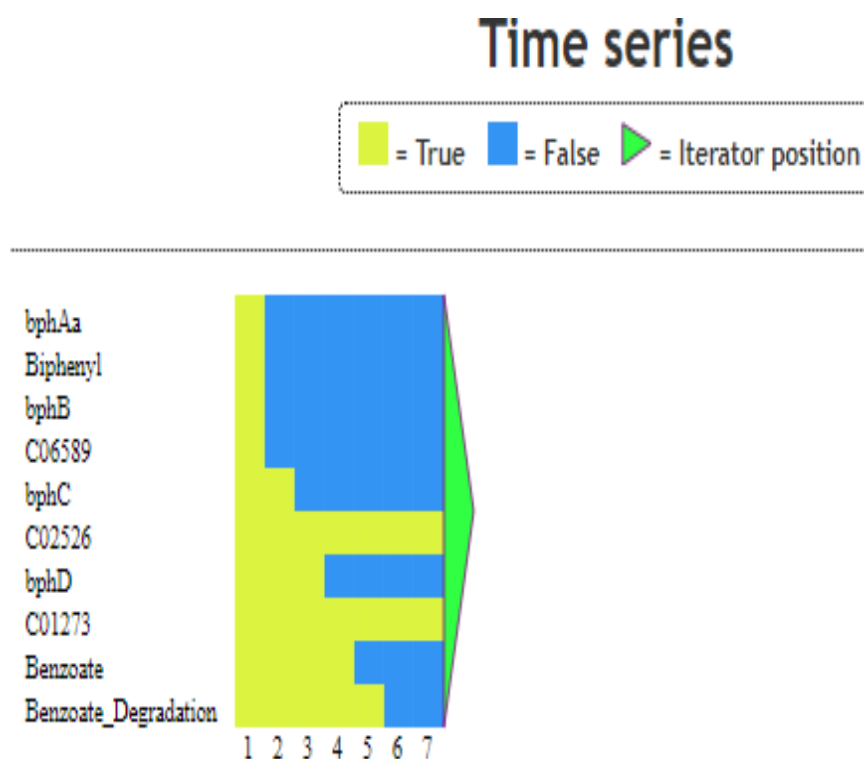 Time series
= True = False = Iterator position
bphAa
Biphenyl
bphB
C06589
bphC
C02526
bphD
C01273
Benzoate
Benzoate_Degradation
1 2 3 4 5 6 7